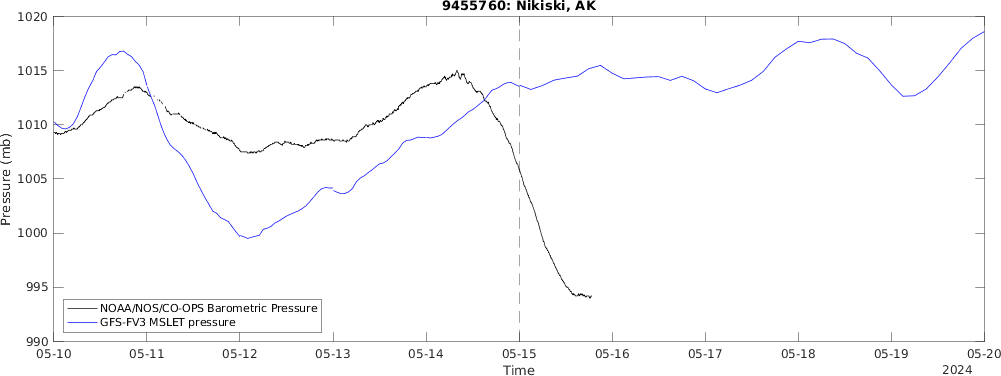 9455760: Nikiski, AK
1020
1015
1010
1005
1000
995
990
Pressure (mb)
NOAA/NOS/CO-OPS Barometric Pressure
GFS-FV3 MSLET pressure
05-10 05-11 05-12 05-13 05-14 05-15 05-16 05-17 05-18 05-19 05-20
Time
2024